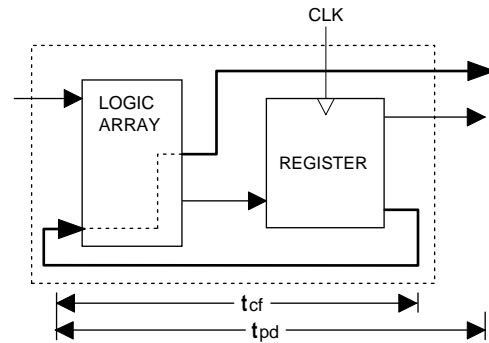 CLK
LOGIC
ARRAY
REGISTER
tcf
tpd